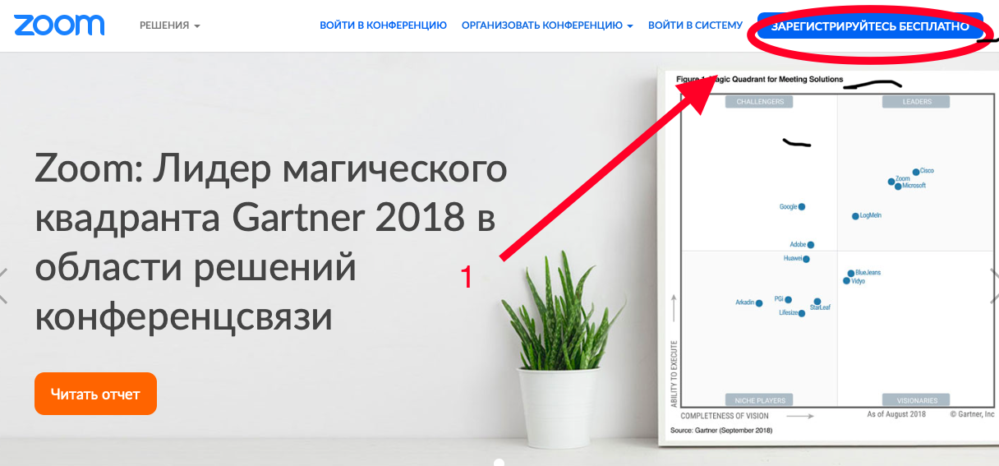 zoom
РЕШЕНИЯ
ВОЙТИ В КОНФЕРЕНЦИЮ
ОРГАНИЗОВАТЬ КОНФЕРЕНЦИЮ
ВОЙТИ В СИСТЕМУ
ЗАРЕГИСТРИРУЙТЕСЬ БЕСПЛАТНО
Zoom: Лидер магического
квадранта Gartner 2018 в
области решений
конференцсвязи
Читать отчет
1
Figure 1. Magic Quadrant for Meeting Solutions
CHALLENGERS
LEADERS
Cisco
Zoom
Microsoft
Google
LogMeIn
Adobe
Huawei
BlueJeans
Vidyo
Arkadin
PGi
StarLeaf
Lifesize
ABILITY TO EXECUTE
NICHE PLAYERS
VISIONARIES
COMPLETENESS OF VISION
As of August 2018
© Gartner, Inc
Source: Gartner (September 2018)